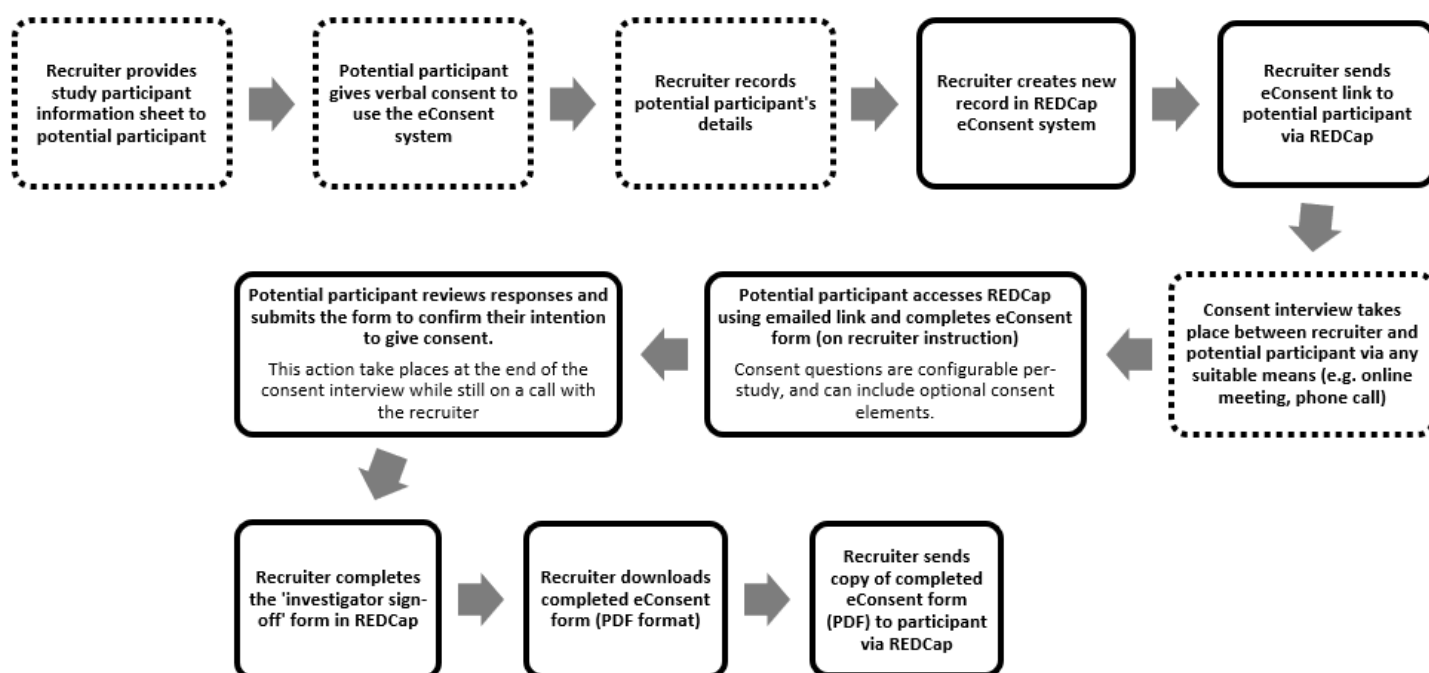 Recruiter provides
study participant
information sheet to
potential participant
Potential participant
gives verbal consent to
use the eConsent
system
Recruiter records
potential participant's
details
Recruiter creates new
record in REDCap
eConsent system
Recruiter sends
eConsent link to
potential participant
via REDCap
Consent interview takes
place between recruiter and
potential participant via any
suitable means (e.g. online
meeting, phone call)
Potential participant accesses REDCap
using emailed link and completes eConsent
form (on recruiter instruction)
Consent questions are configurable per-
study, and can include optional consent
elements.
Potential participant reviews responses and
submits the form to confirm their intention
to give consent.
This action take places at the end of the
consent interview while still on a call with
the recruiter
Recruiter completes
the 'investigator sign-
off' form in REDCap
Recruiter downloads
completed eConsent
form (PDF format)
Recruiter sends
copy of completed
eConsent form
(PDF) to participant
via REDCap